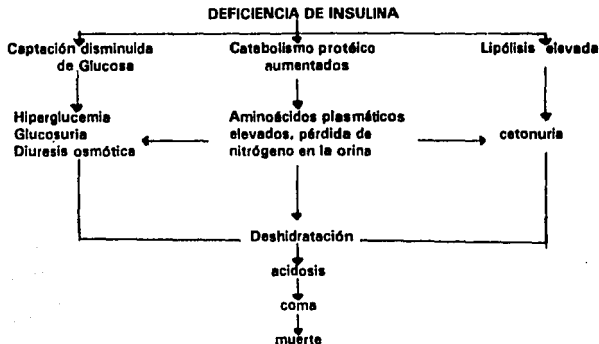 DEFICIENCIA DE INSULINA
Captación disminuida
de Glucosa
Catabolismo protéico
aumentados
Lipólisis elevada
Hiperglucemia
Glucosuria
Diuresis osmótica
Aminoácidos plasmáticos
elevados, pérdida de
nitrógeno en la orina
cetonuria
Deshidratación
acidosis
coma
muerte